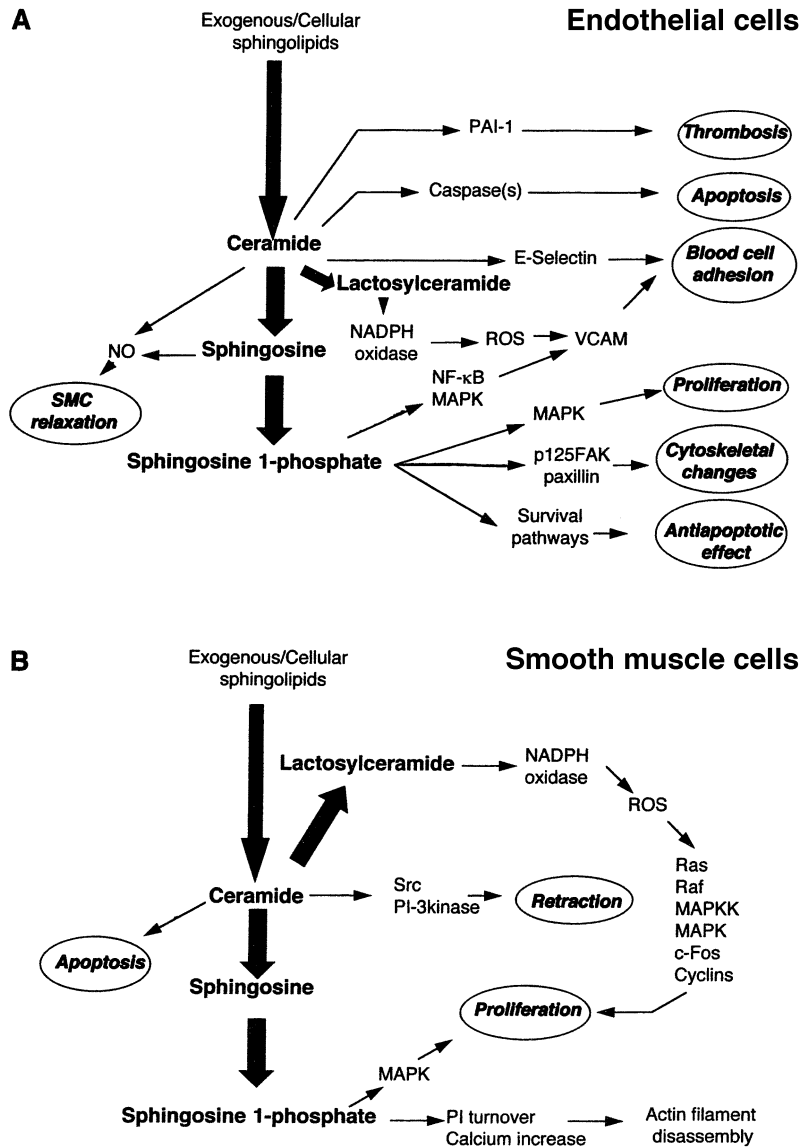 A
Endothelial cells
Exogenous/Cellular
sphingolipids
PAI-1
Thrombosis
Caspase(s)
Apoptosis
Ceramide
E-Selectin
Blood cell
adhesion
Lactosylceramide
NADPH
oxidase
ROS
VCAM
NO
Sphingosine
SMC
relaxation
NF-κB
MAPK
MAPK
Proliferation
Sphingosine 1-phosphate
p125FAK
paxillin
Cytoskeletal
changes
Survival
pathways
Antiapoptotic
effect
B
Smooth muscle cells
Exogenous/Cellular
sphingolipids
Lactosylceramide
NADPH
oxidase
ROS
Ras
Raf
MAPKK
MAPK
c-Fos
Cyclins
Ceramide
Src
PI-3kinase
Retraction
Apoptosis
Sphingosine
Proliferation
MAPK
Sphingosine 1-phosphate
PI turnover
Calcium increase
Actin filament
disassembly